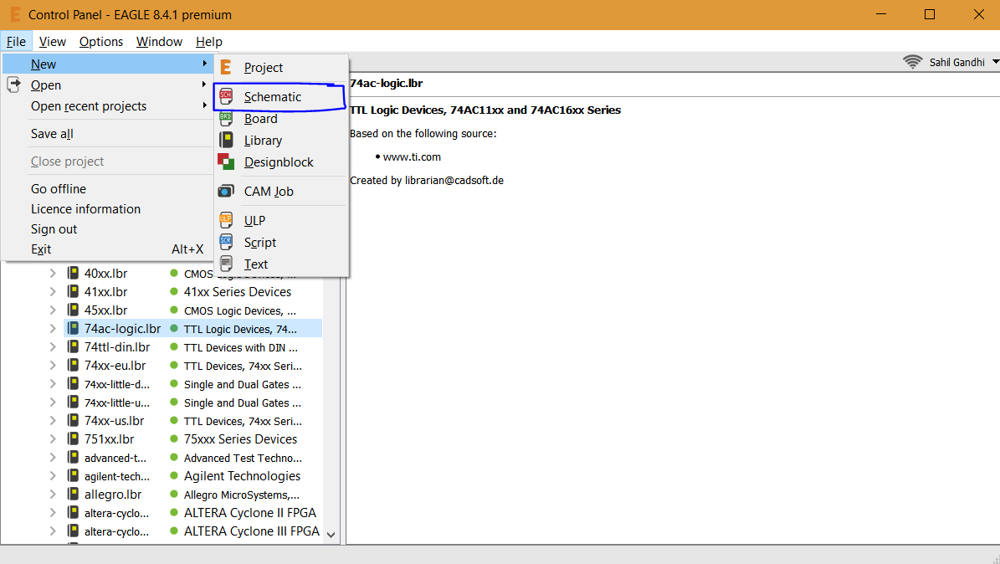 E Control Panel - EAGLE 8.4.1 premium
File View Options Window Help
Sahil Gandhi
New
Open
Open recent projects
Save all
Close project
Go offline
Licence information
Sign out
Exit Alt+X
E Project
SCH Schematic
BRD Board
Library
Designblock
CAM Job
ULP ULP
SCR Script
Text
40xx.lbr CMOS Logic Devices, ...
41xx.lbr 41xx Series Devices
45xx.lbr CMOS Logic Devices, ...
74ac-logic.lbr TTL Logic Devices, 74...
74ttl-din.lbr TTL Devices with DIN ...
74xx-eu.lbr TTL Devices, 74xx Seri...
74xx-little-d... Single and Dual Gates ...
74xx-little-u... Single and Dual Gates ...
74xx-us.lbr TTL Devices, 74xx Seri...
751xx.lbr 75xxx Series Devices
advanced-t... Advanced Test Techno...
agilent-tech... Agilent Technologies
allegro.lbr Allegro MicroSystems,...
altera-cyclo... ALTERA Cyclone II FPGA
altera-cyclo... ALTERA Cyclone III FPGA
74ac-logic.lbr
TTL Logic Devices, 74AC11xx and 74AC16xx Series
Based on the following source:
• www.ti.com
Created by librarian@cadsoft.de